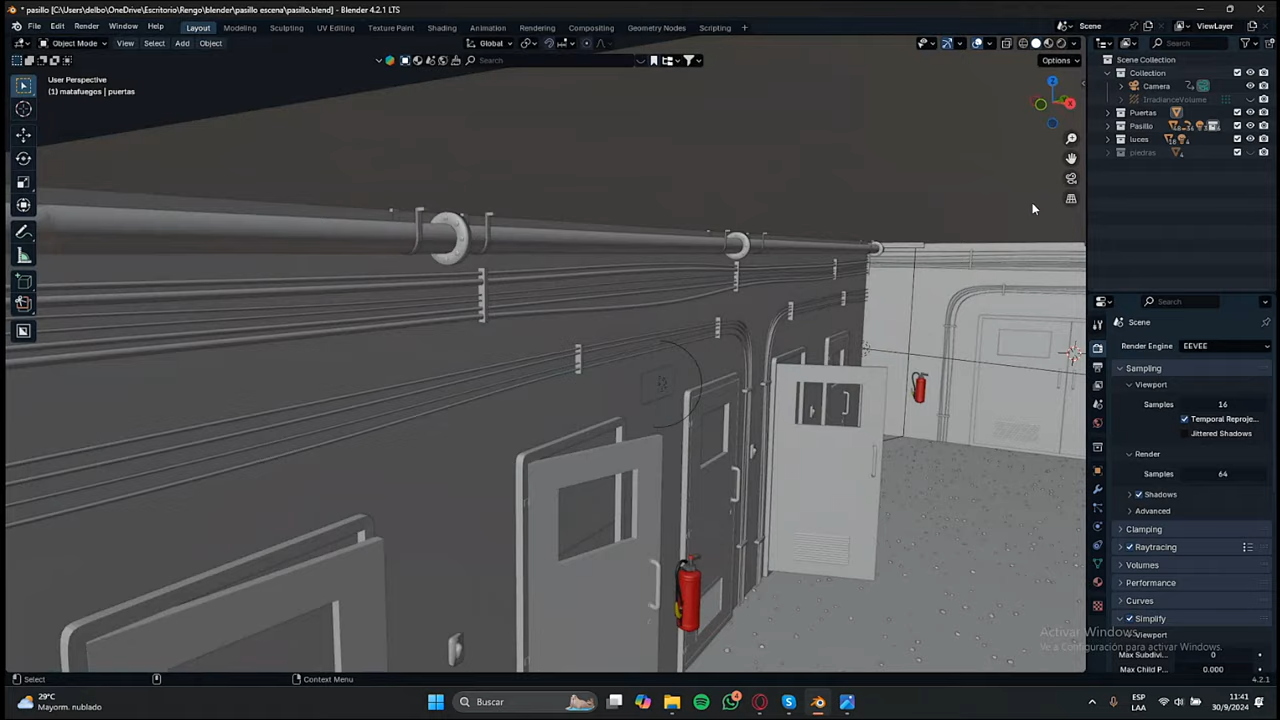 * pasillo [C:\Users\delbo\OneDrive\Escritorio\Rengo\blender\pasillo escena\pasillo.blend] - Blender 4.2.1 LTS
File Edit Render Window Help Layout Modeling Sculpting UV Editing Texture Paint Shading Animation Rendering Compositing Geometry Nodes Scripting Scene ViewLayer
Object Mode View Select Add Object Global Search
Search Options
User Perspective
(1) matafuegos | puertas
Z
X
Scene Collection
Collection
Camera
IrradianceVolume
Puertas
Pasillo
luces
piedras
Search
Scene
Render Engine EEVEE
Sampling
Viewport
Samples 16
Temporal Reproje...
Jittered Shadows
Render
Samples 64
Shadows
Advanced
Clamping
Raytracing
Volumes
Performance
Curves
Simplify
Viewport
Max Subdivi... 0
Max Child P... 0.000
Activar Windows
Ve a Configuración para activar Windows.
Select Context Menu 4.2.1
29°C
Mayorm. nublado
Buscar
4
ESP
LAA
11:41
30/9/2024